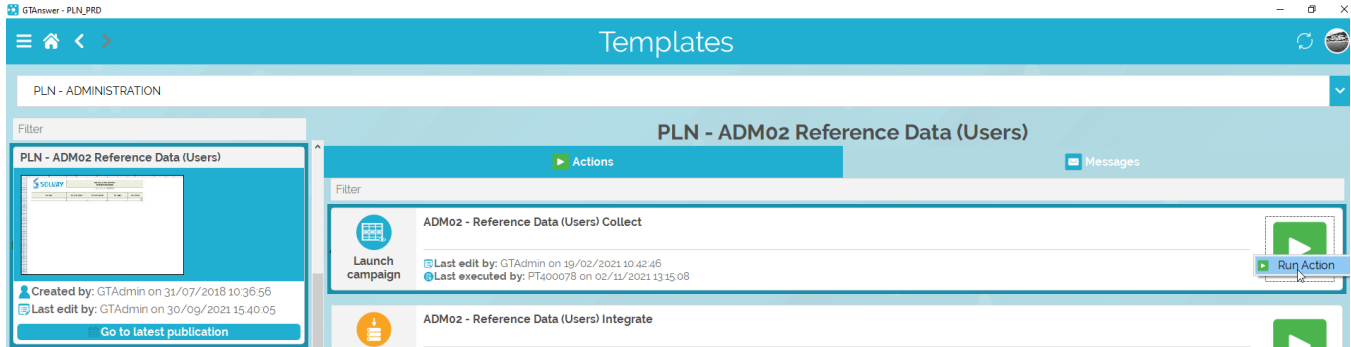 GTAnswer - PLN_PRD
Templates
PLN - ADMINISTRATION
Filter
PLN - ADM02 Reference Data (Users)
SOLVAY
Created by: GTAdmin on 31/07/2018 10:36:56
Last edit by: GTAdmin on 30/09/2021 15:40:05
Go to latest publication
PLN - ADM02 Reference Data (Users)
Actions
Messages
Filter
Launch
campaign
ADM02 - Reference Data (Users) Collect
Last edit by: GTAdmin on 19/02/2021 10:42:46
Last executed by: PT400078 on 02/11/2021 13:15:08
Run Action
ADM02 - Reference Data (Users) Integrate